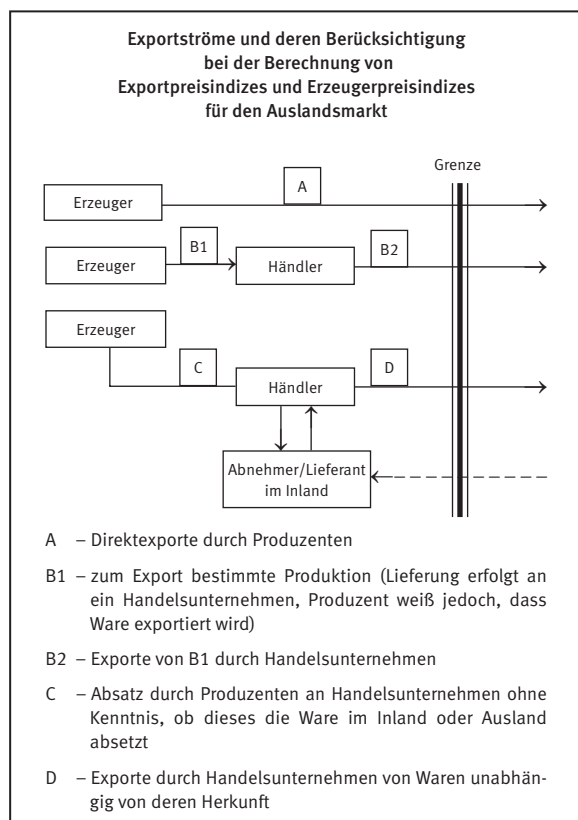 Exportströme und deren Berücksichtigung
bei der Berechnung von
Exportpreisindizes und Erzeugerpreisindizes
für den Auslandsmarkt
Grenze
A
Erzeuger
B1
B2
Erzeuger
Händler
Erzeuger
C
D
Händler
Abnehmer/Lieferant
im Inland
A – Direktexporte durch Produzenten
B1 – zum Export bestimmte Produktion (Lieferung erfolgt an
ein Handelsunternehmen, Produzent weiß jedoch, dass
Ware exportiert wird)
B2 – Exporte von B1 durch Handelsunternehmen
C – Absatz durch Produzenten an Handelsunternehmen ohne
Kenntnis, ob dieses die Ware im Inland oder Ausland
absetzt
D – Exporte durch Handelsunternehmen von Waren unabhän-
gig von deren Herkunft